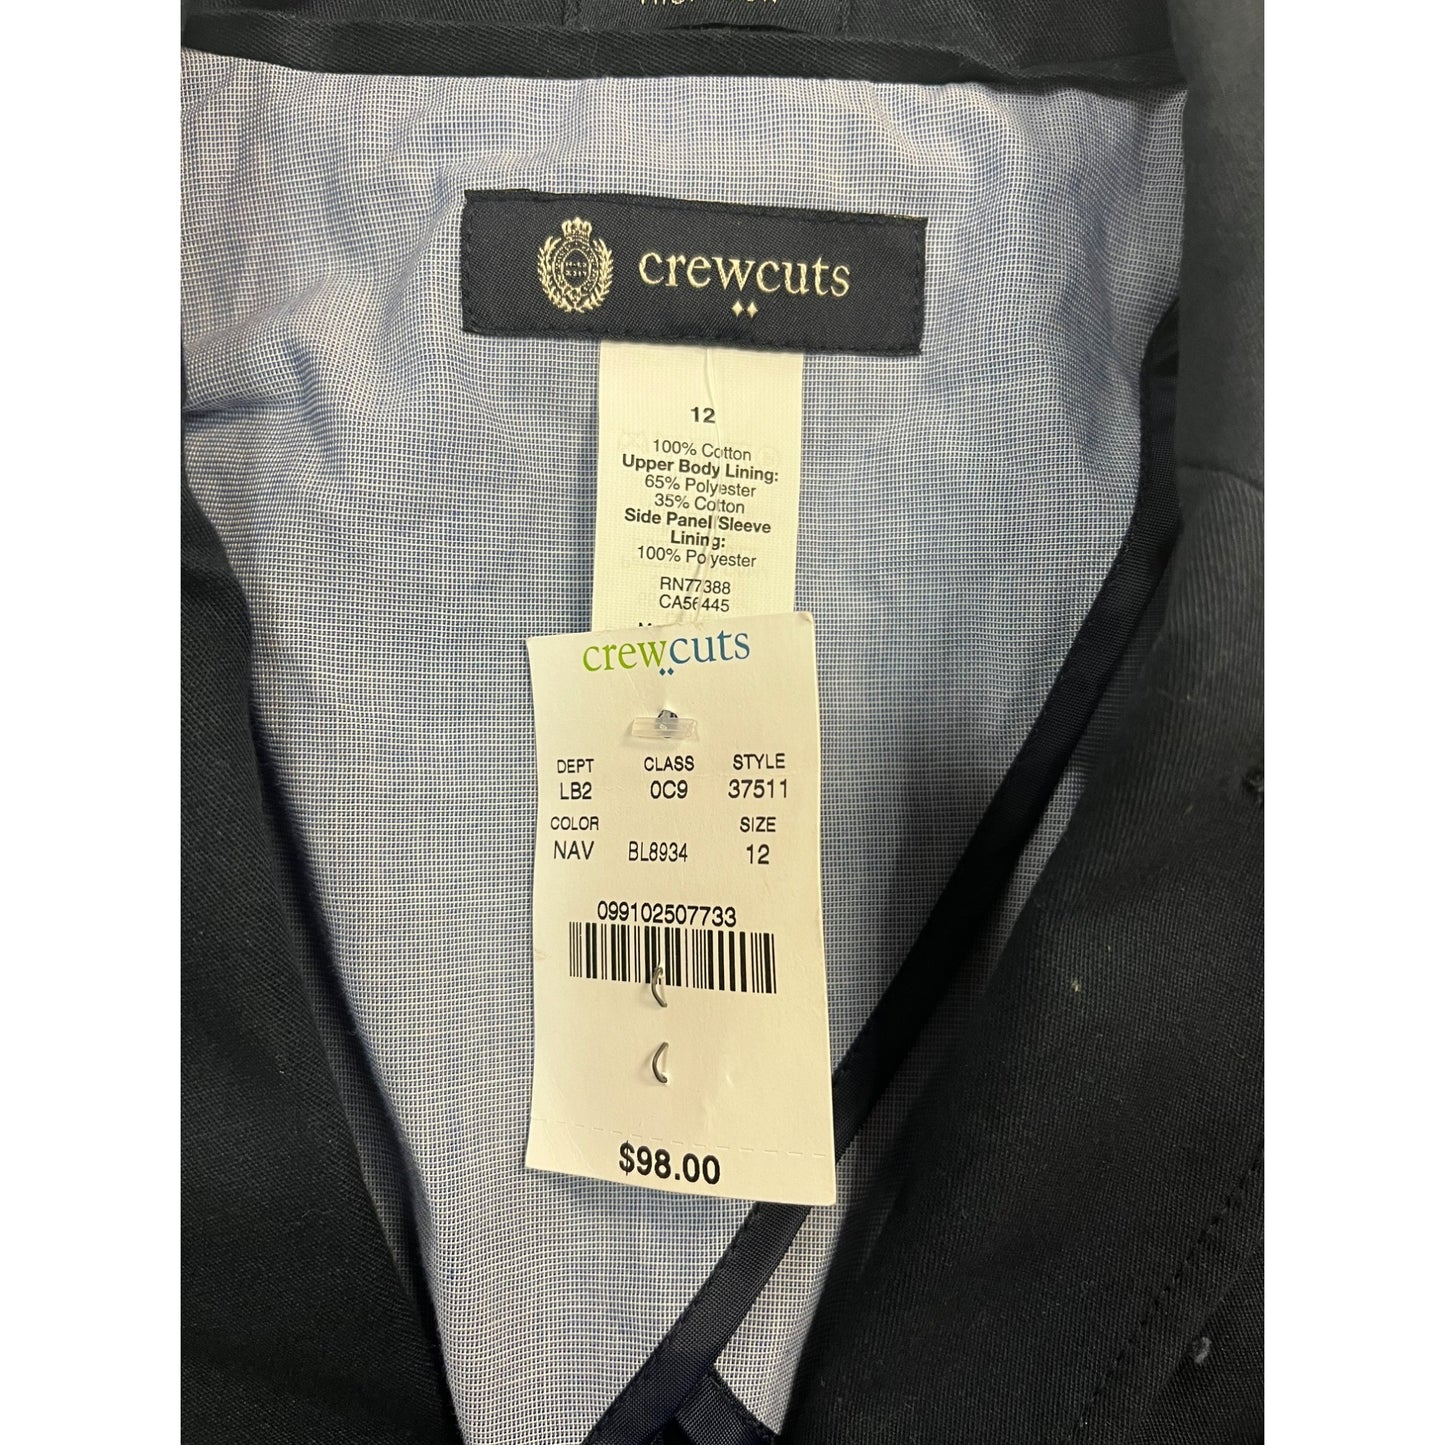 crewcuts
12
100% Cotton
Upper Body Lining:
65% Polyester
35% Cotton
Side Panel/Sleeve
Lining:
100% Polyester
RN77388
CA56445
crewcuts
DEPT CLASS STYLE
LB2 0C9 37511
COLOR SIZE
NAV BL8934 12
099102507733
$98.00